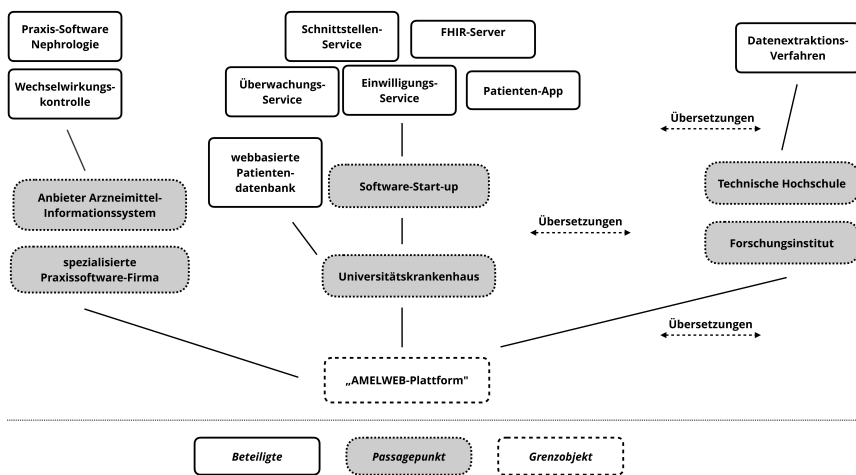 Praxis-Software
Nephrologie
Wechselwirkungs-
kontrolle
Schnittstellen-
Service
FHIR-Server
Überwachungs-
Service
Einwilligungs-
Service
Patienten-App
Datenextraktions-
Verfahren
Übersetzungen
webbasierte
Patienten-
datenbank
Anbieter Arzneimittel-
Informationssystem
Software-Start-up
Technische Hochschule
Übersetzungen
spezialisierte
Praxissoftware-Firma
Universitätskrankenhaus
Forschungsinstitut
Übersetzungen
„AMELWEB-Plattform"
Beteiligte
Passagepunkt
Grenzobjekt